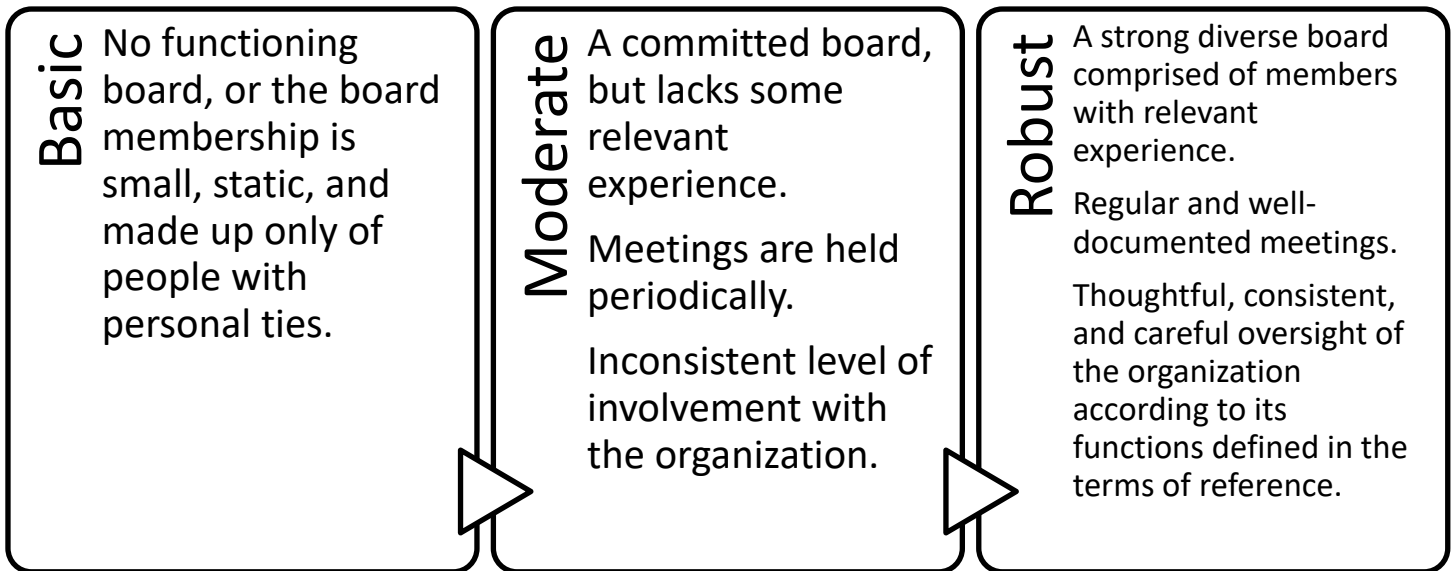 Basic
No functioning
board, or the board
membership is
small, static, and
made up only of
people with
personal ties.
Moderate
A committed board,
but lacks some
relevant
experience.
Meetings are held
periodically.
Inconsistent level of
involvement with
the organization.
Robust
A strong diverse board
comprised of members
with relevant
experience.
Regular and well-
documented meetings.
Thoughtful, consistent,
and careful oversight of
the organization
according to its
functions defined in the
terms of reference.